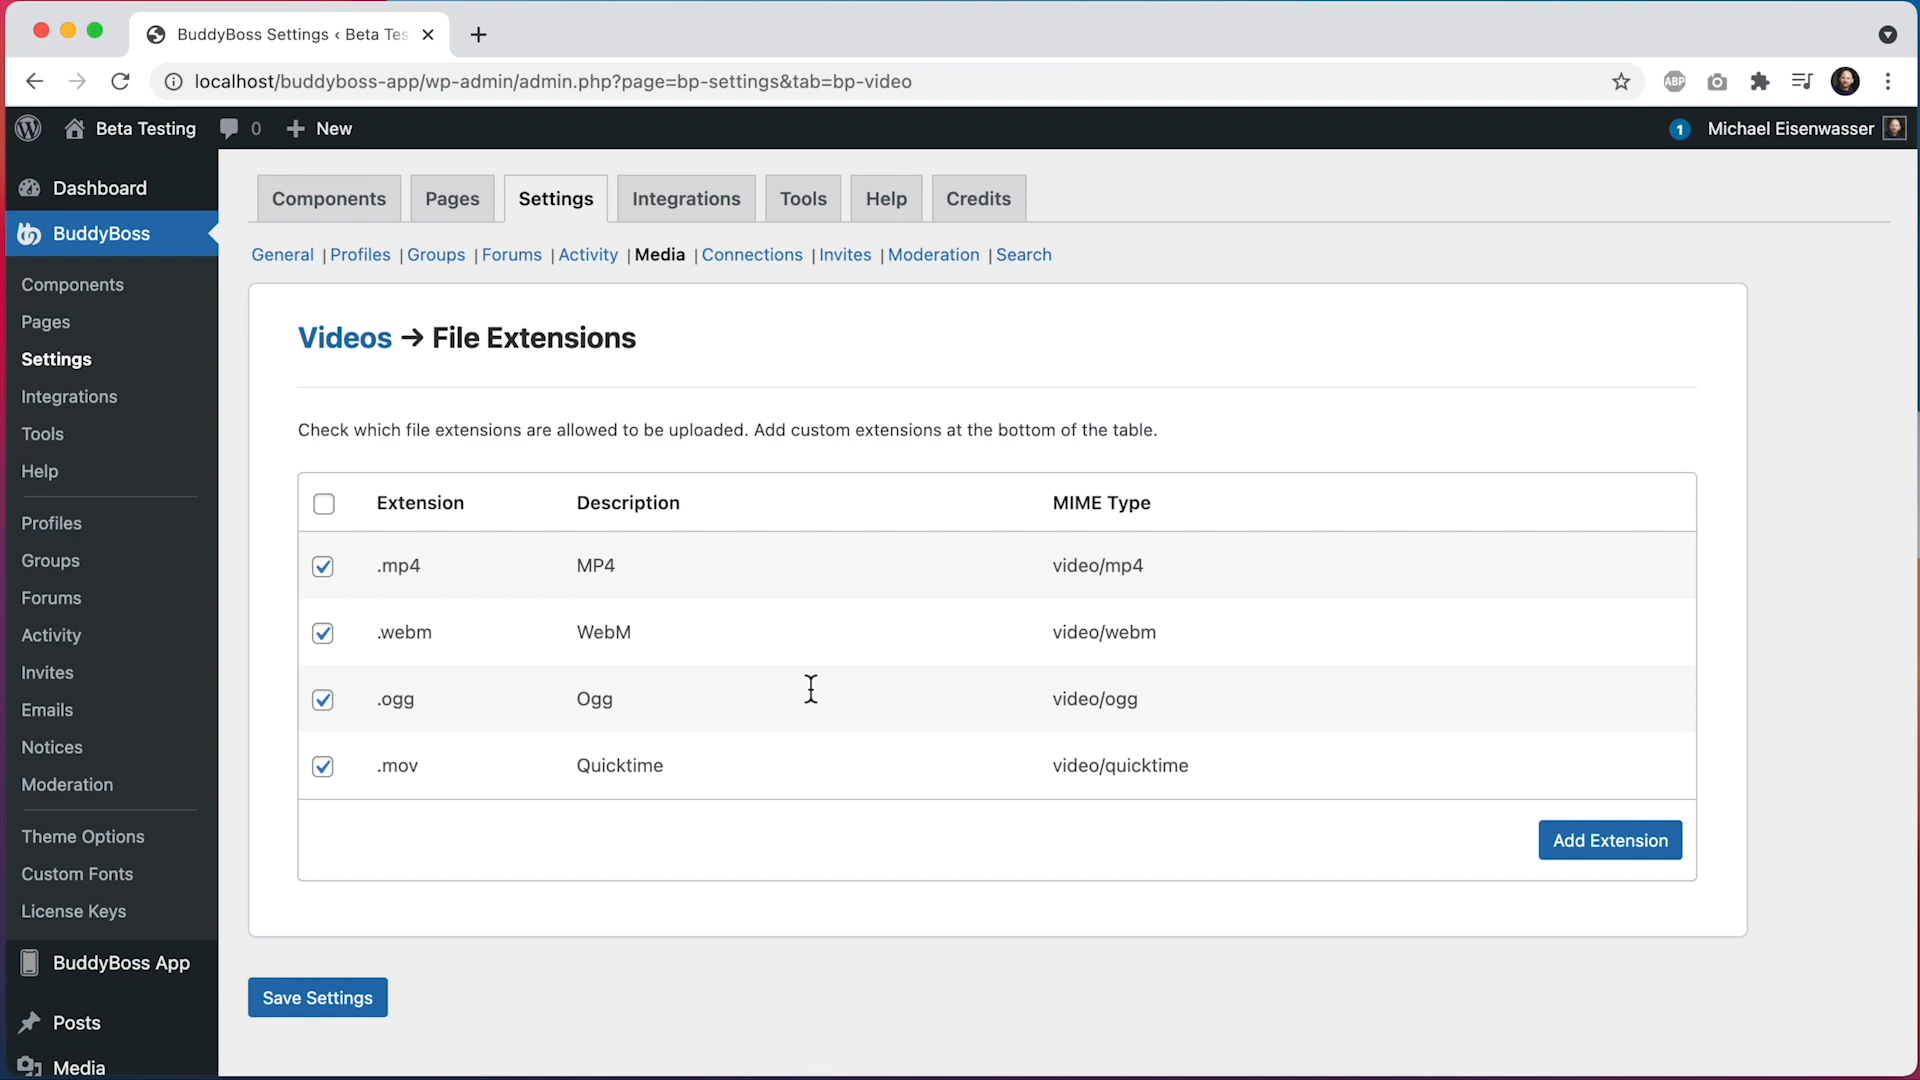 BuddyBoss Settings ‹ Beta Tes
localhost/buddyboss-app/wp-admin/admin.php?page=bp-settings&tab=bp-video
ABP
Beta Testing 0 New 1 Michael Eisenwasser
Dashboard
BuddyBoss
Components
Pages
Settings
Integrations
Tools
Help
Profiles
Groups
Forums
Activity
Invites
Emails
Notices
Moderation
Theme Options
Custom Fonts
License Keys
BuddyBoss App
Posts
Media
Components Pages Settings Integrations Tools Help Credits
General | Profiles | Groups | Forums | Activity | Media | Connections | Invites | Moderation | Search
Videos → File Extensions
Check which file extensions are allowed to be uploaded. Add custom extensions at the bottom of the table.
Extension Description MIME Type
.mp4 MP4 video/mp4
.webm WebM video/webm
.ogg Ogg video/ogg
.mov Quicktime video/quicktime
Add Extension
Save Settings